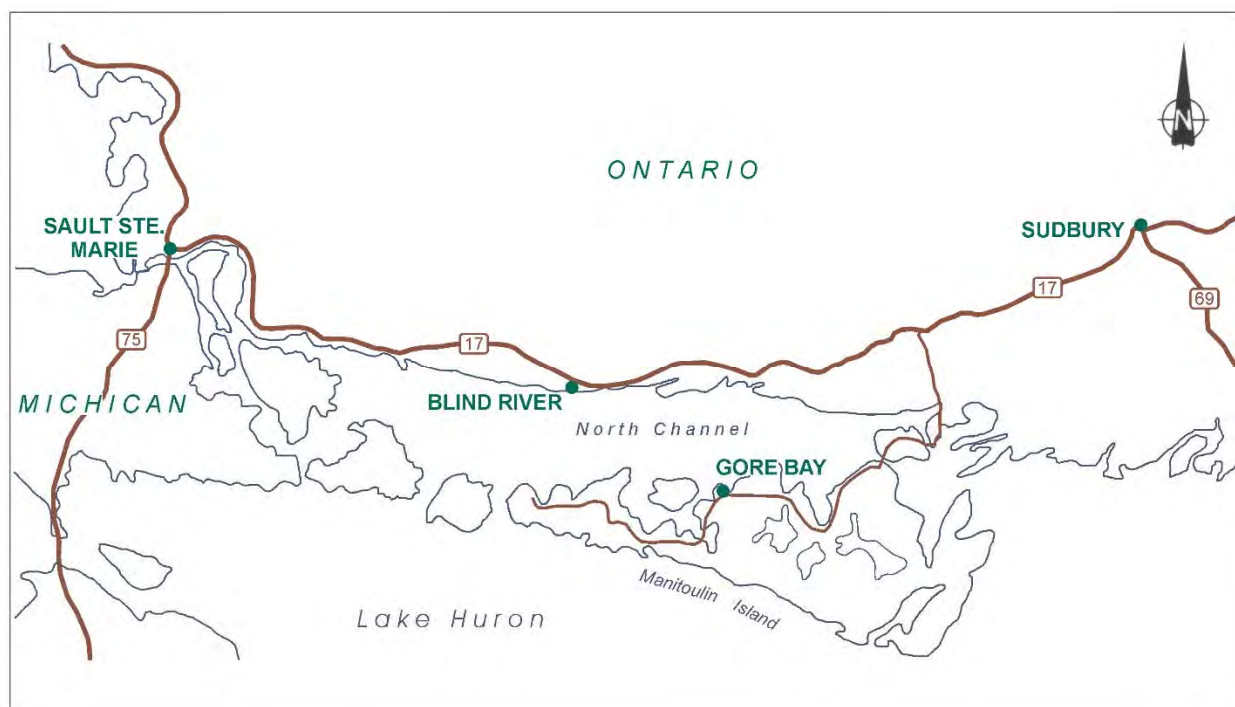 N
ONTARIO
SAULT STE.
MARIE
SUDBURY
17
69
75
17
MICHICAN
BLIND RIVER
North Channel
GORE BAY
Manitoulin Island
Lake Huron